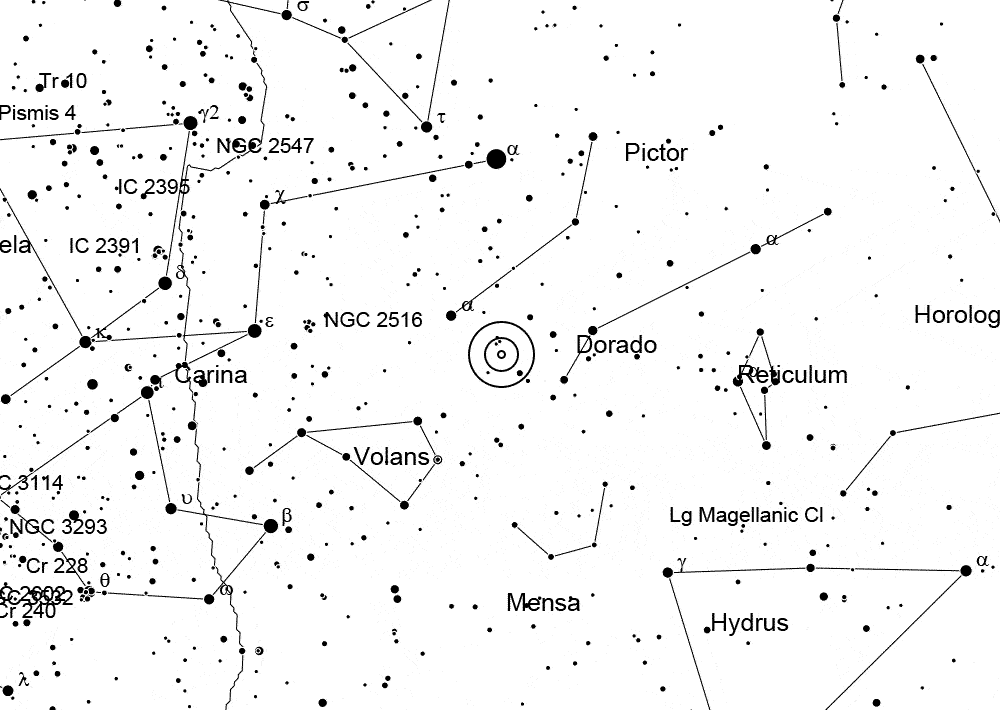 σ
Tr 10
Pismis 4
γ2
τ
NGC 2547
α
Pictor
IC 2395
χ
ela
IC 2391
α
δ
α
κ
ε
NGC 2516
Horolog
Dorado
Carina
ι
α
Reticulum
Volans
C 3114
υ
β
Lg Magellanic Cl
NGC 3293
Cr 228
γ
α
θ
ω
Cr 240
Mensa
Hydrus
λ